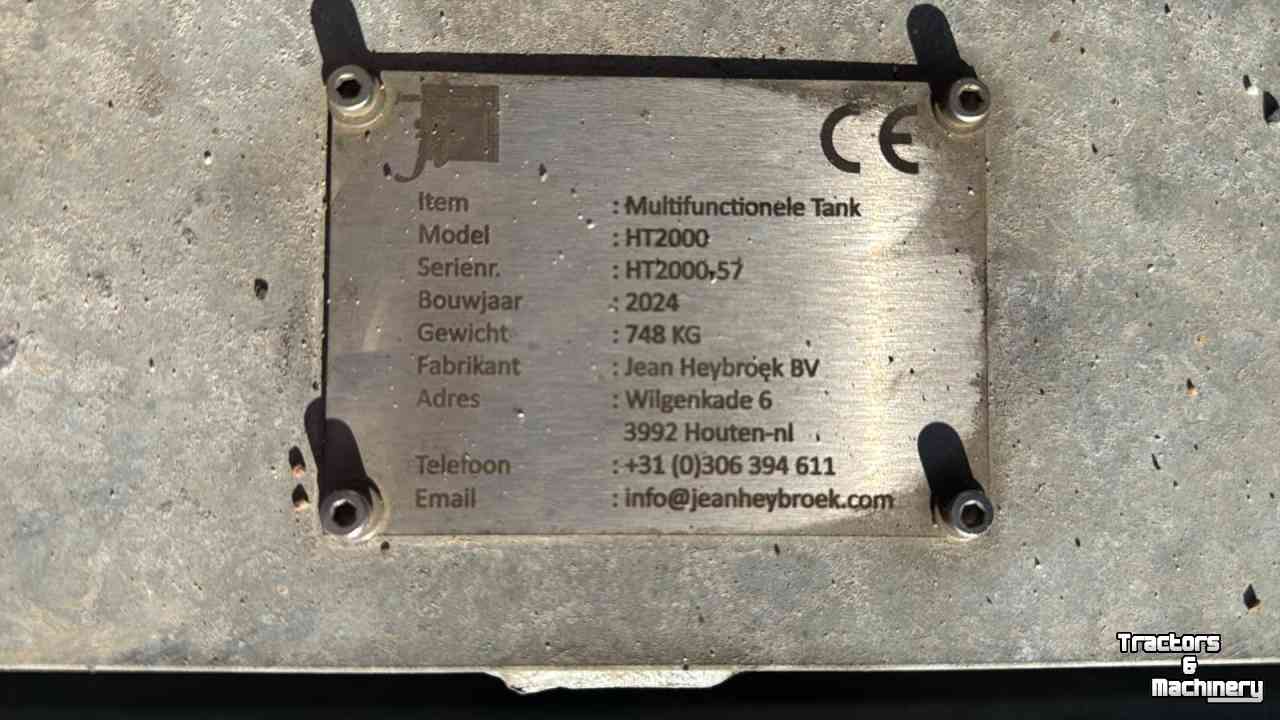 CE
Item : Multifunctionele Tank
Model : HT2000
Serienr. : HT2000,57
Bouwjaar : 2024
Gewicht : 748 KG
Fabrikant : Jean Heybroek BV
Adres : Wilgenkade 6
3992 Houten-nl
Telefoon : +31 (0)306 394 611
Email : info@jeanheybroek.com
Tractors
&
Machinery